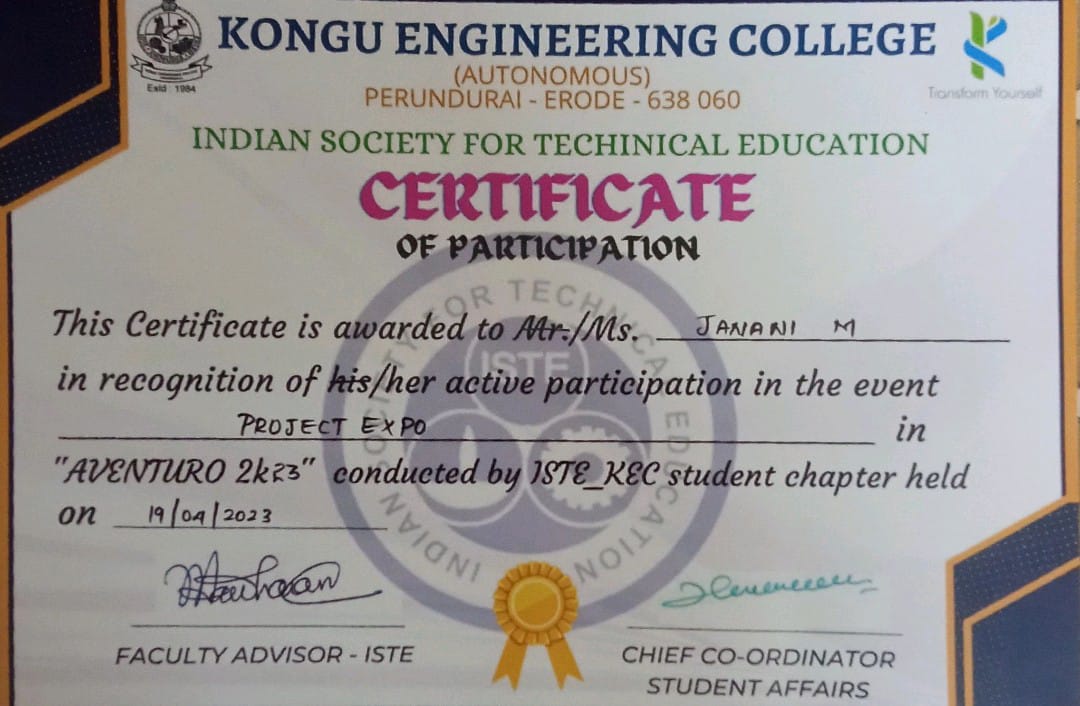 KONGU ENGINEERING COLLEGE
(AUTONOMOUS)
PERUNDURAI - ERODE - 638 060
Estd : 1984
Transform Yourself
INDIAN SOCIETY FOR TECHINICAL EDUCATION
CERTIFICATE
OF PARTICIPATION
This Certificate is awarded to Mr./Ms. JANANI M
in recognition of his/her active participation in the event
PROJECT EXPO in
"AVENTURO 2k23" conducted by ISTE_KEC student chapter held
on 19/04/2023
INDIAN SOCIETY FOR TECHNICAL EDUCATION
ISTE
FACULTY ADVISOR - ISTE
CHIEF CO-ORDINATOR
STUDENT AFFAIRS